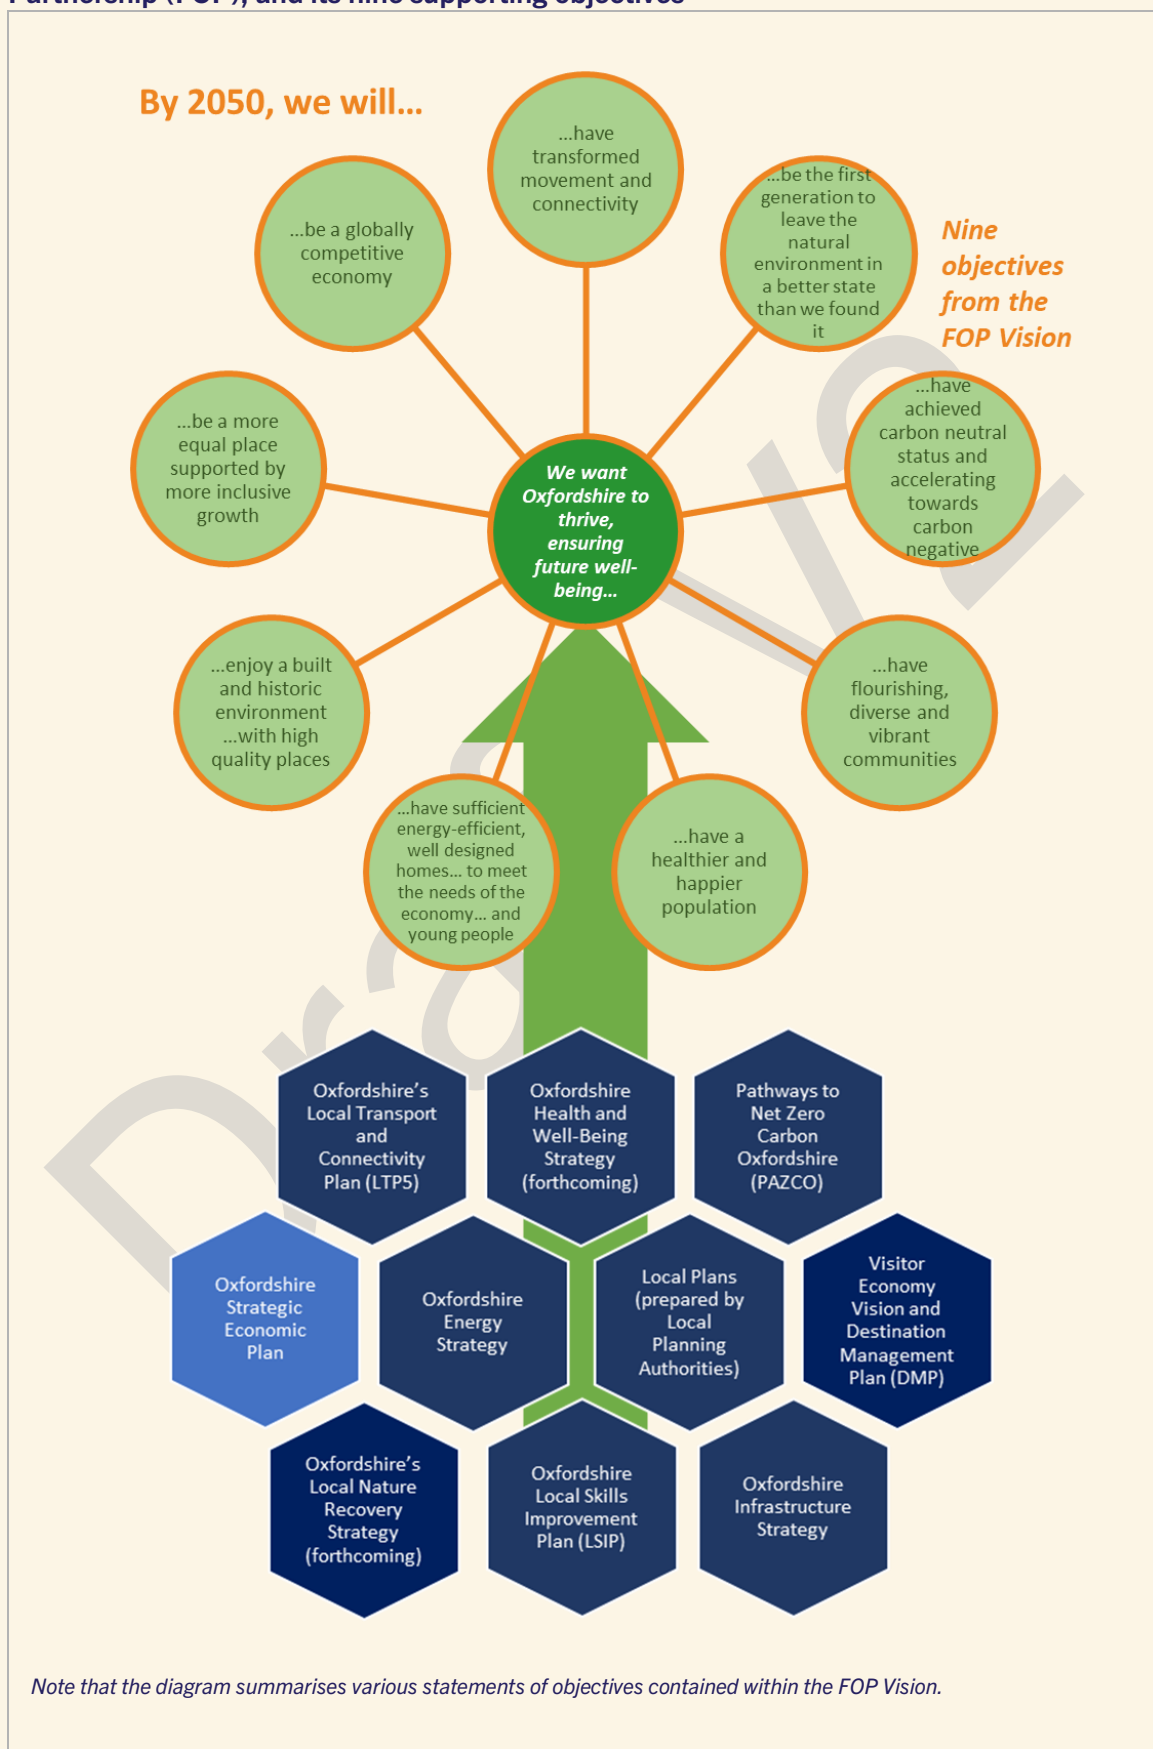 Partnership (FOP), and its nine supporting objectives
By 2050, we will...
...have
transformed
movement and
connectivity
...be a globally
competitive
economy
...be the first
generation to
leave the
natural
environment in
a better state
than we found
it
Nine
objectives
from the
FOP Vision
...be a more
equal place
supported by
more inclusive
growth
...have
achieved
carbon neutral
status and
accelerating
towards
carbon
negative
We want
Oxfordshire to
thrive,
ensuring
future well-
being...
...enjoy a built
and historic
environment
...with high
quality places
...have
flourishing,
diverse and
vibrant
communities
...have sufficient
energy-efficient,
well designed
homes... to meet
the needs of the
economy... and
young people
...have a
healthier and
happier
population
Oxfordshire's
Local Transport
and
Connectivity
Plan (LTP5)
Oxfordshire
Health and
Well-Being
Strategy
(forthcoming)
Pathways to
Net Zero
Carbon
Oxfordshire
(PAZCO)
Oxfordshire
Strategic
Economic
Plan
Oxfordshire
Energy
Strategy
Local Plans
(prepared by
Local
Planning
Authorities)
Visitor
Economy
Vision and
Destination
Management
Plan (DMP)
Oxfordshire's
Local Nature
Recovery
Strategy
(forthcoming)
Oxfordshire
Local Skills
Improvement
Plan (LSIP)
Oxfordshire
Infrastructure
Strategy
Note that the diagram summarises various statements of objectives contained within the FOP Vision.